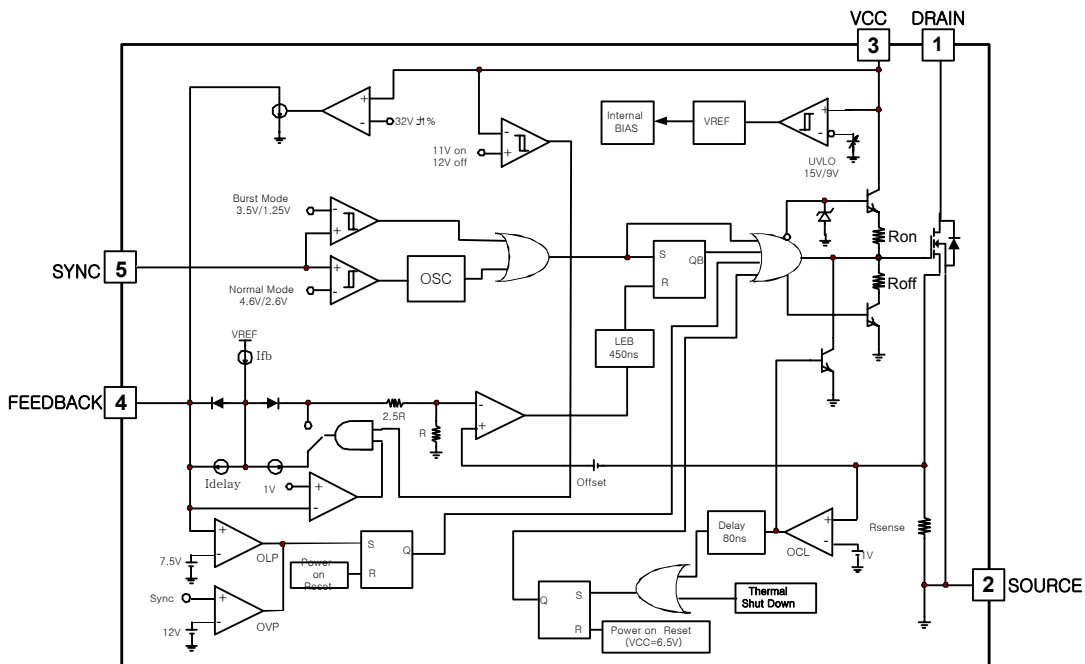 VCC DRAIN
3 1
+
-
32V ±1%
Internal
BIAS
VREF
+
-
11V on
12V off
-
+
UVLO
15V/9V
Burst Mode
3.5V/1.25V
-
+
Ron
SYNC 5
+
-
OSC
S
QB
R
Roff
Normal Mode
4.6V/2.6V
VREF
Ifb
LEB
450ns
FEEDBACK 4
2.5R
R
-
+
Idelay
1V
+
-
Offset
Rsense
+
-
OLP
7.5V
S
Q
R
Power
on
Reset
Delay
80ns
+
-
OCL
1V
Sync
+
-
OVP
12V
Q
S
R
Thermal
Shut Down
Power on Reset
(VCC=6.5V)
2 SOURCE